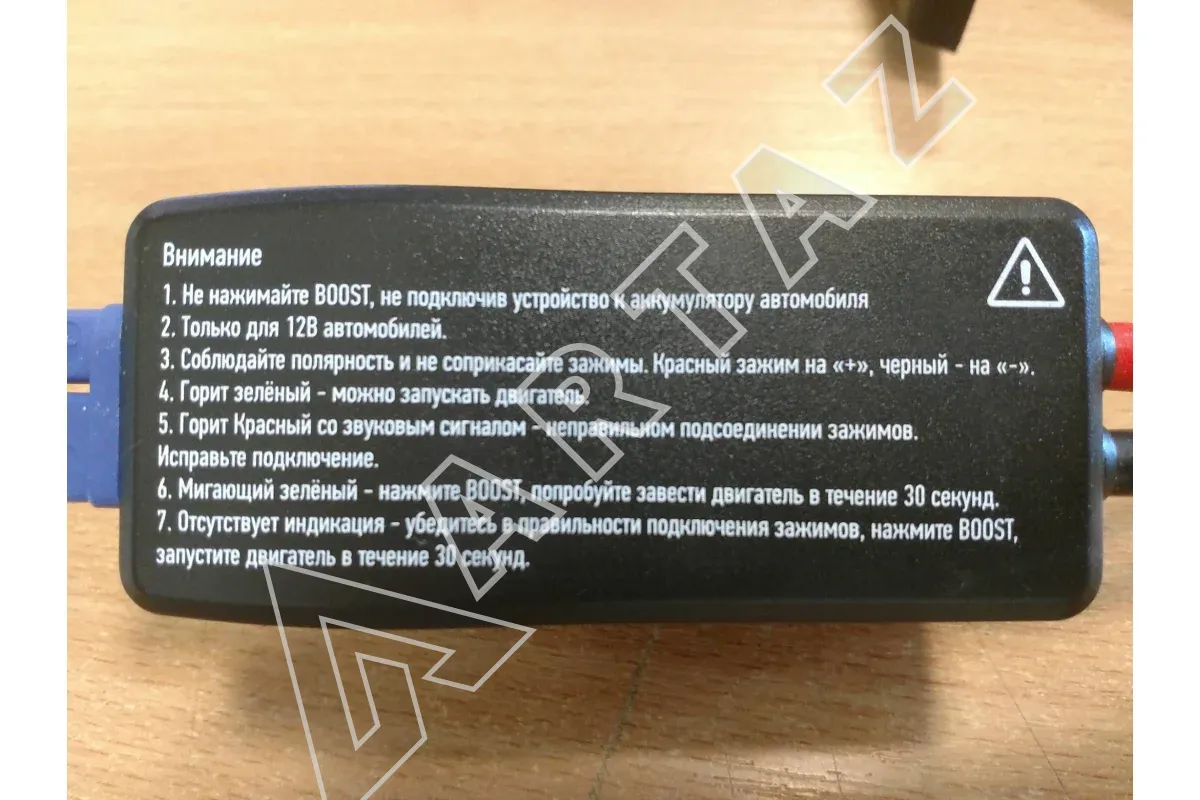 Внимание
1. Не нажимайте BOOST, не подключив устройство к аккумулятору автомобиля
2. Только для 12В автомобилей.
3. Соблюдайте полярность и не соприкасайте зажимы. Красный зажим на «+», черный - на «-».
4. Горит зелёный - можно запускать двигатель.
5. Горит Красный со звуковым сигналом - неправильном подсоединении зажимов.
Исправьте подключение.
6. Мигающий зелёный - нажмите BOOST, попробуйте завести двигатель в течение 30 секунд.
7. Отсутствует индикация - убедитесь в правильности подключения зажимов, нажмите BOOST,
запустите двигатель в течение 30 секунд.
ARTAZ